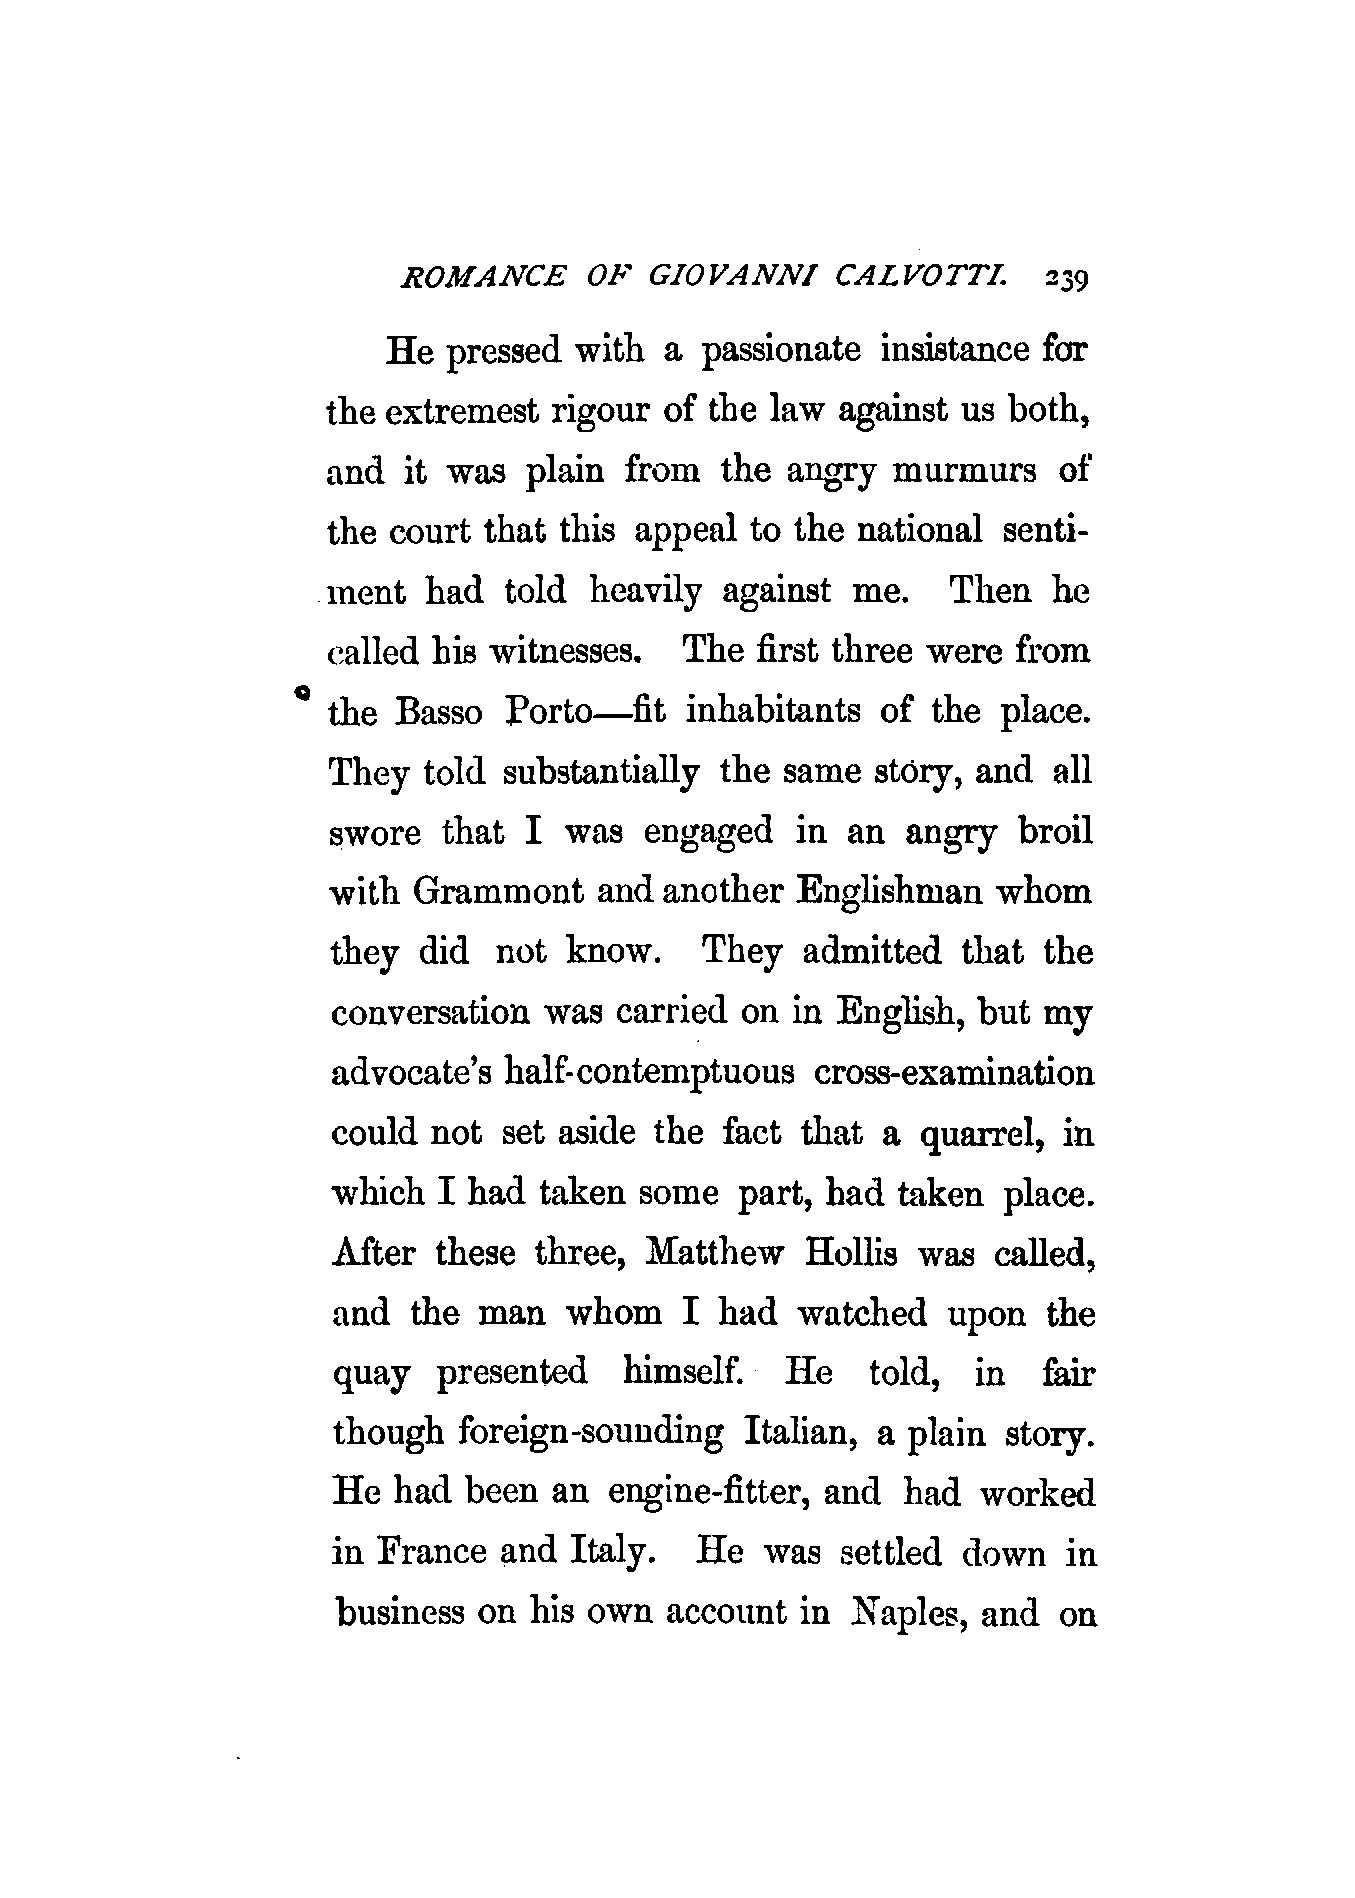 ROMANCE OF GIOVANNI CALVOTTI. 239
He pressed with a passionate insistance for
the extremest rigour of the law against us both,
and it was plain from the angry murmurs of
the court that this appeal to the national senti-
ment had told heavily against me. Then he
called his witnesses. The first three were from
the Basso Porto—fit inhabitants of the place.
They told substantially the same story, and all
swore that I was engaged in an angry broil
with Grammont and another Englishman whom
they did not know. They admitted that the
conversation was carried on in English, but my
advocate's half-contemptuous cross-examination
could not set aside the fact that a quarrel, in
which I had taken some part, had taken place.
After these three, Matthew Hollis was called,
and the man whom I had watched upon the
quay presented himself. He told, in fair
though foreign-sounding Italian, a plain story.
He had been an engine-fitter, and had worked
in France and Italy. He was settled down in
business on his own account in Naples, and on